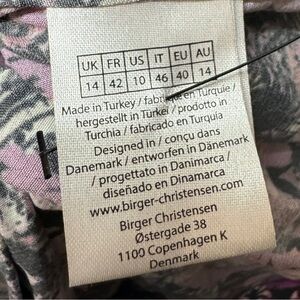 UK FR US IT EU AU
14 42 10 46 40 14
Made in Turkey / fabriqué en Turquie /
hergestellt in Türkei / prodotto in
Turchia / fabricado en Turquía
Designed in / conçu dans
Danemark / entworfen in Dänemark
/ progettato in Danimarca /
diseñado en Dinamarca
www.birger-christensen.com
Birger Christensen
Østergade 38
1100 Copenhagen K
Denmark